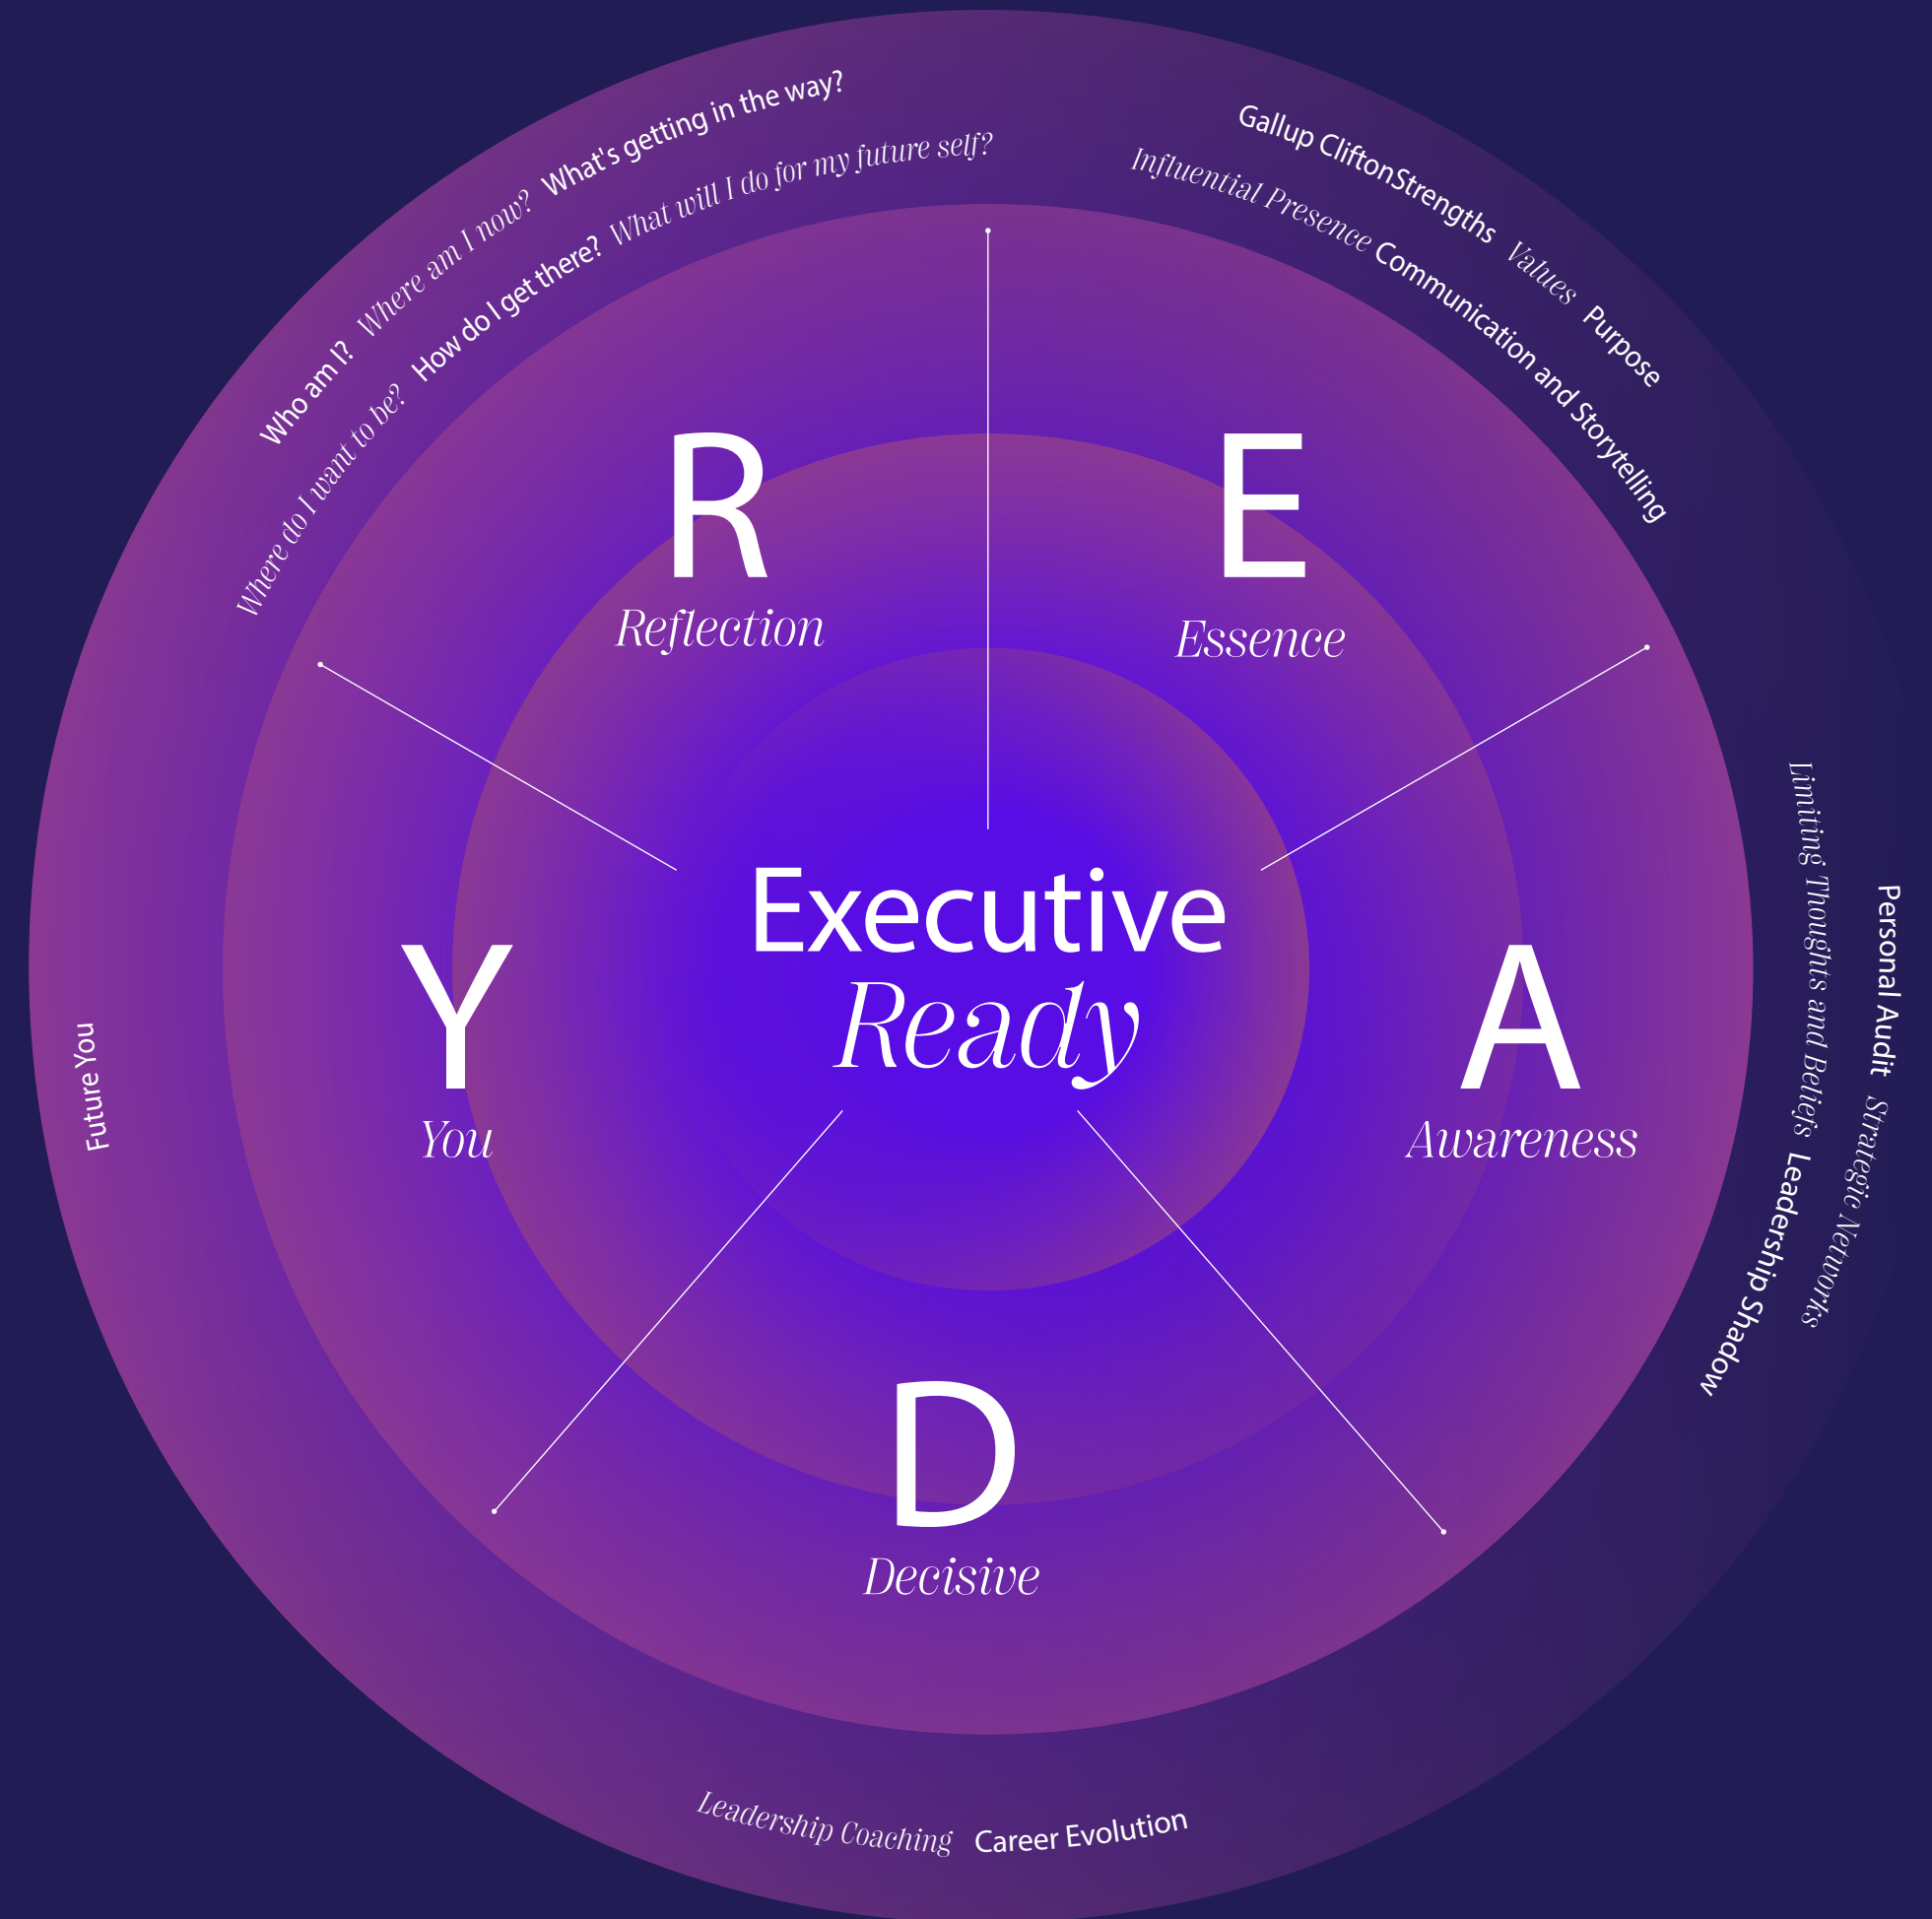 Who am I? Where am I now? What's getting in the way?
Where do I want to be? How do I get there? What will I do for my future self?
Gallup CliftonStrengths Values Purpose
Influential Presence Communication and Storytelling
R
Reflection
E
Essence
Executive
Ready
Y
You
A
Awareness
D
Decisive
Personal Audit Strategic Networks
Limiting Thoughts and Beliefs Leadership Shadow
Future You
Leadership Coaching Career Evolution